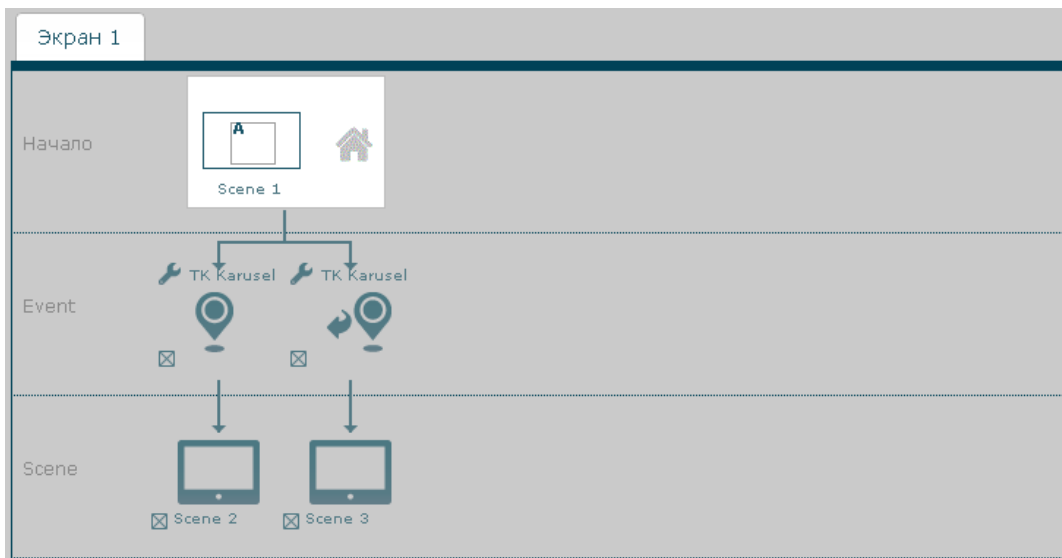 Экран 1
Начало
A
Scene 1
Event
TK Karusel
TK Karusel
Scene
Scene 2
Scene 3